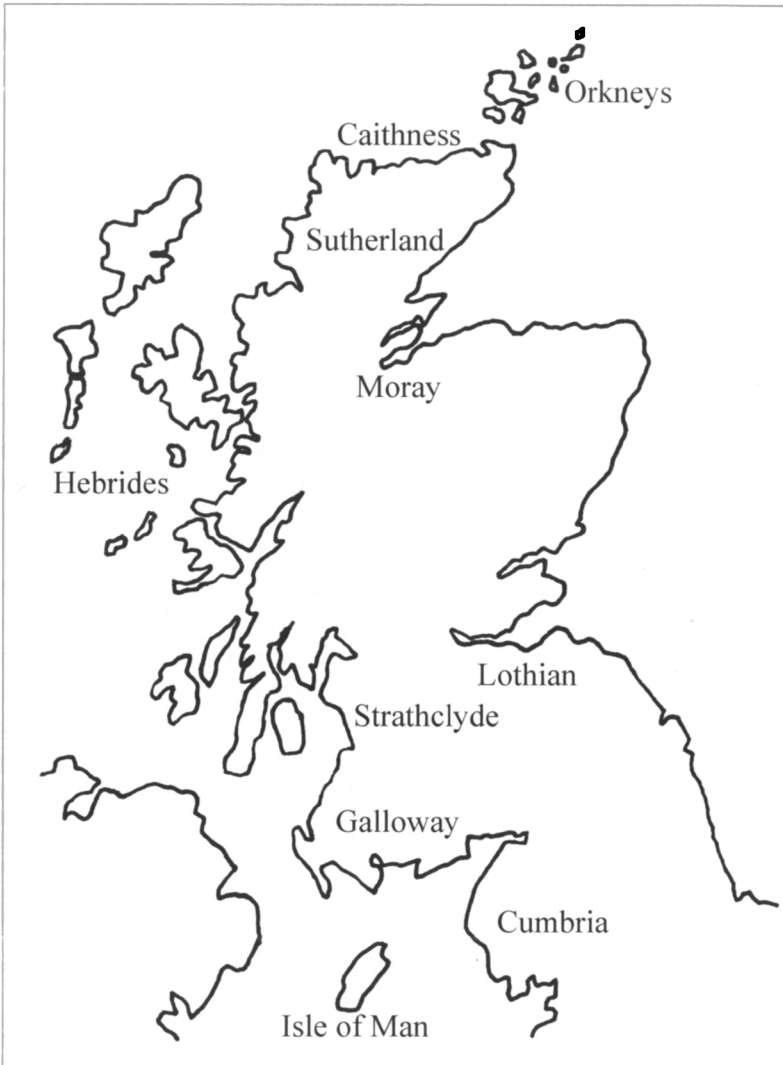 Orkneys
Caithness
Sutherland
Moray
Hebrides
Lothian
Strathclyde
Galloway
Cumbria
Isle of Man